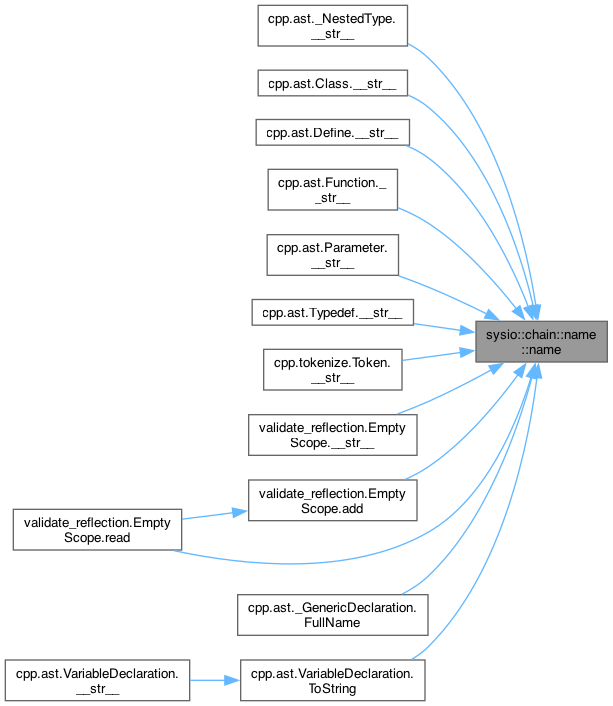 cpp.ast._NestedType.
__str__
cpp.ast.Class.__str__
cpp.ast.Define.__str__
cpp.ast.Function._
_str__
cpp.ast.Parameter.
__str__
cpp.ast.Typedef.__str__
sysio::chain::name
::name
cpp.tokenize.Token.
__str__
validate_reflection.Empty
Scope.__str__
validate_reflection.Empty
Scope.add
validate_reflection.Empty
Scope.read
cpp.ast._GenericDeclaration.
FullName
cpp.ast.VariableDeclaration.
__str__
cpp.ast.VariableDeclaration.
ToString